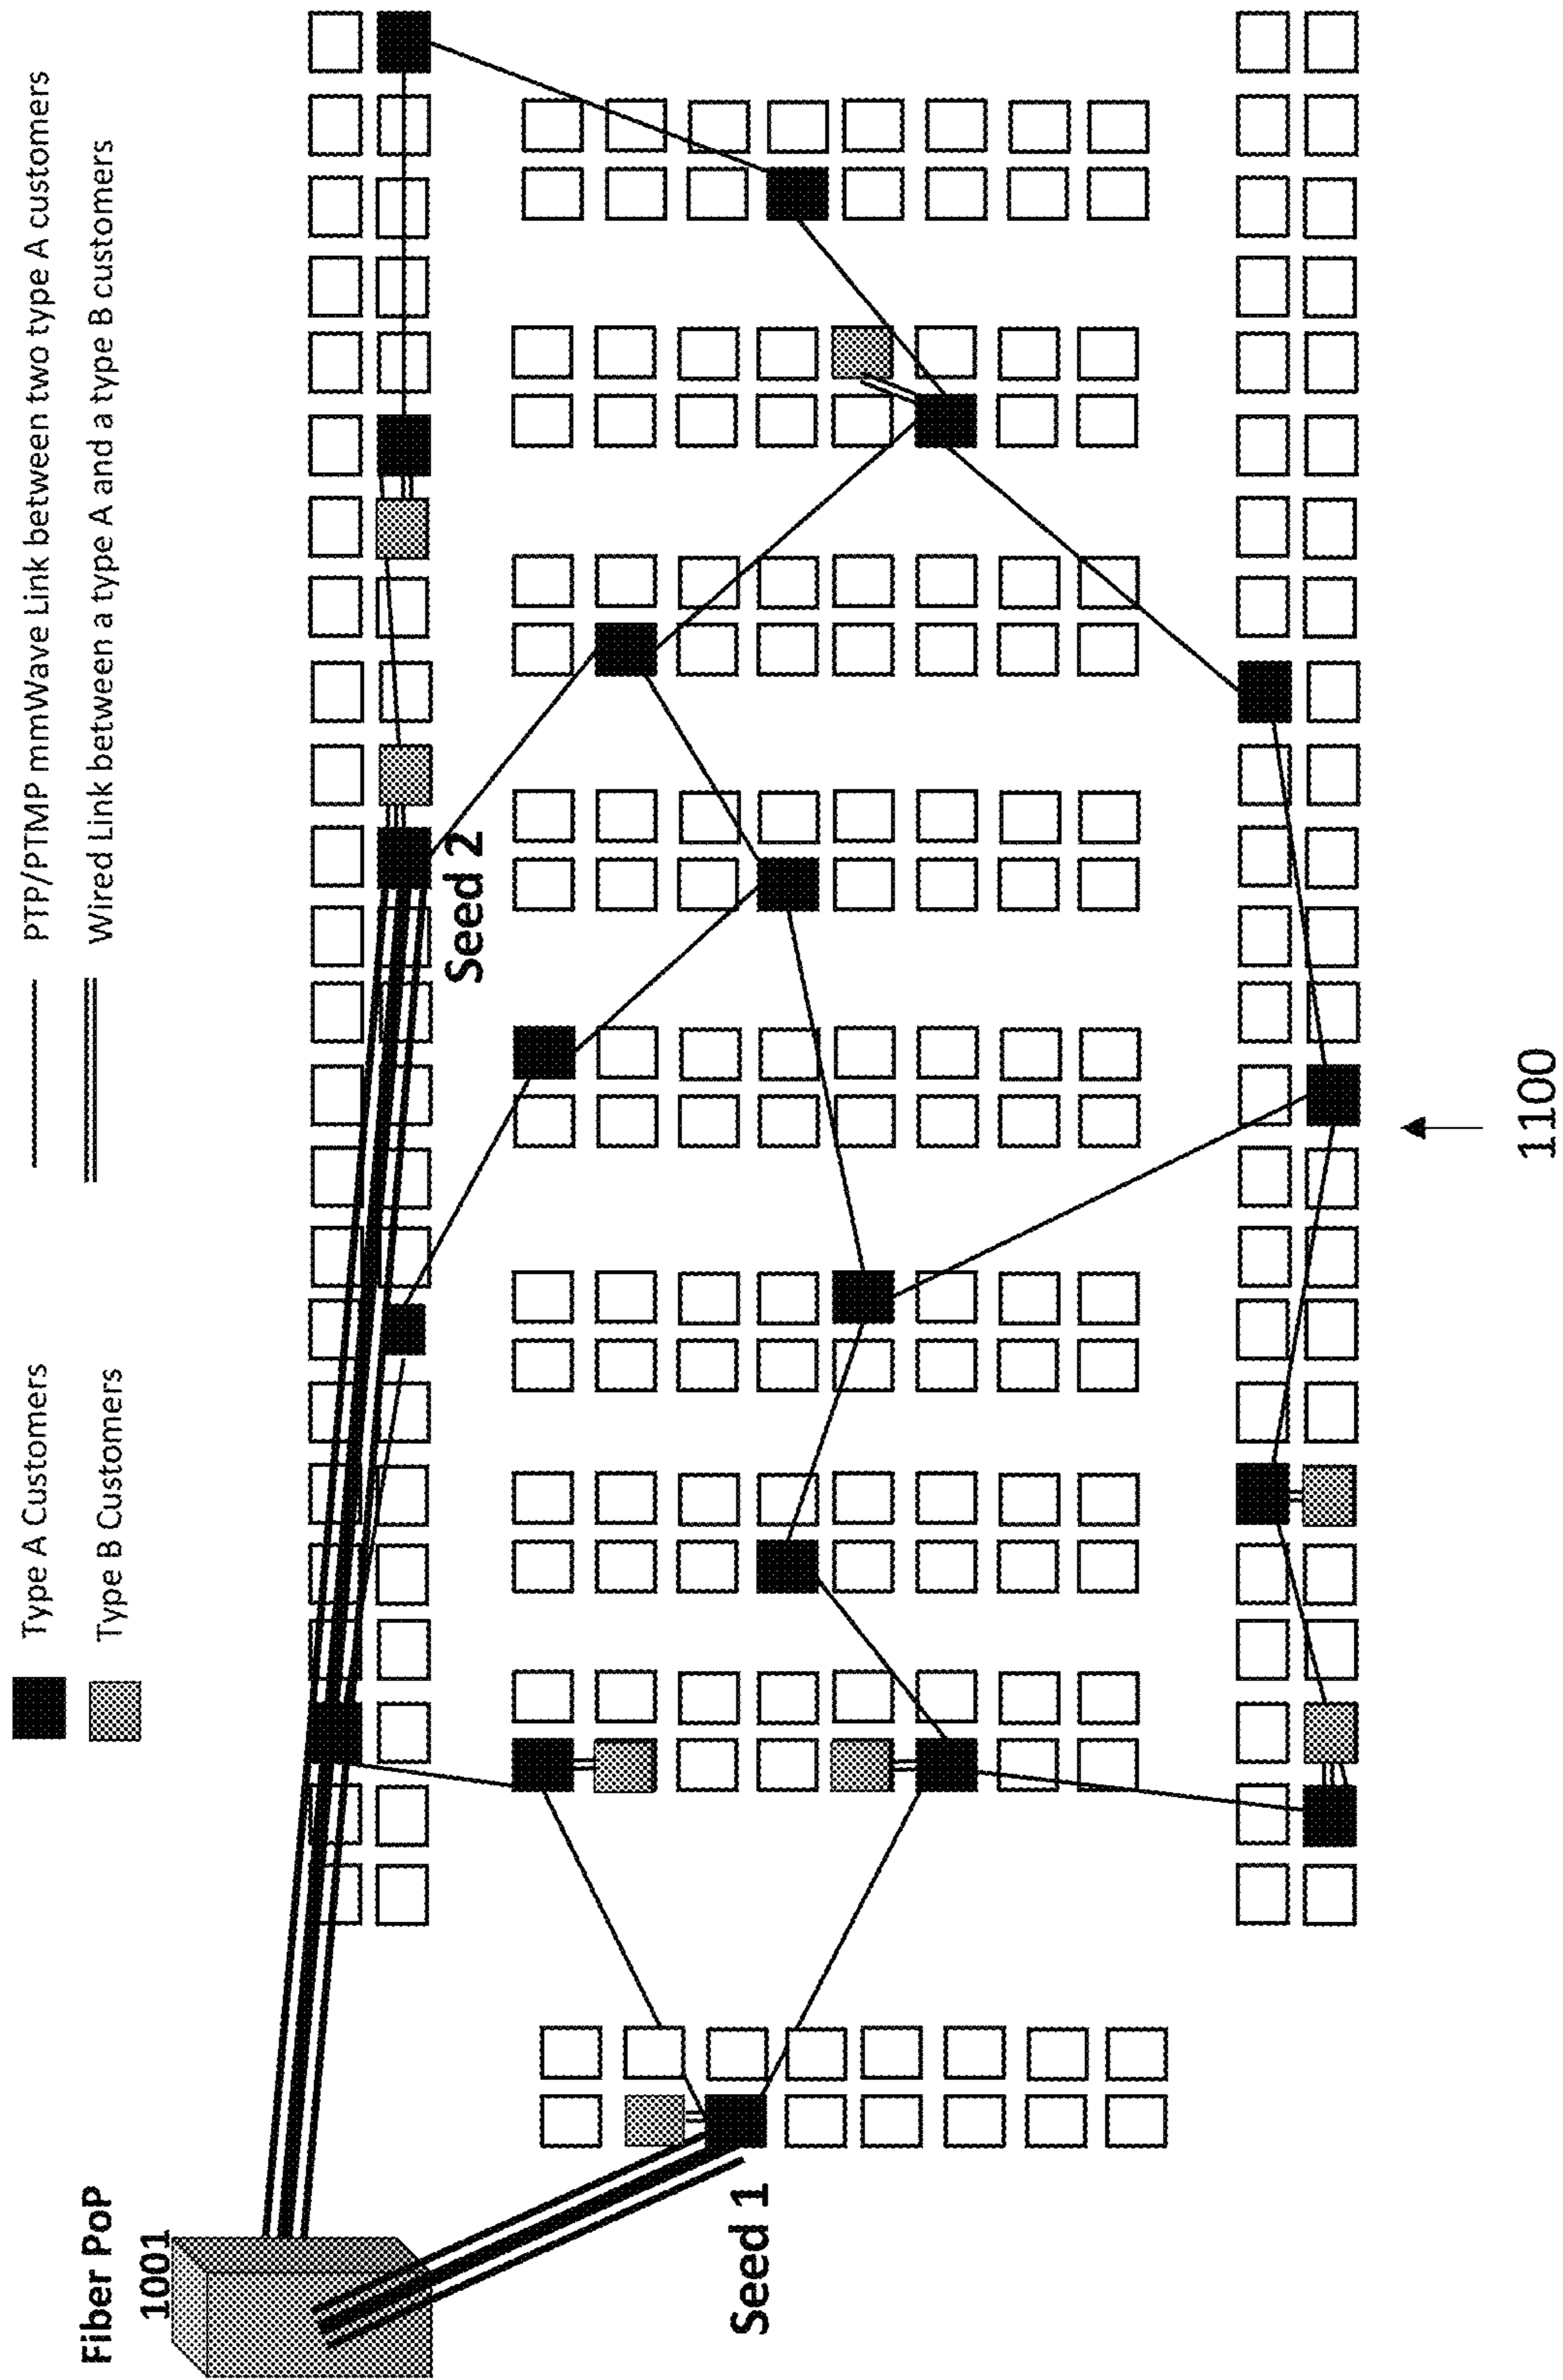 Type A Customers
Type B Customers
PTP/PTMP mmWave Link between two type A customers
Wired Link between a type A and a type B customers
Fiber PoP
1001
Seed 1
Seed 2
1100